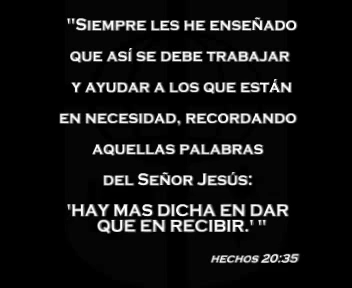 "Siempre les he enseñado
que así se debe trabajar
y ayudar a los que están
en necesidad, recordando
aquellas palabras
del Señor Jesús:
'HAY MAS DICHA EN DAR
QUE EN RECIBIR.' "
HECHOS 20:35